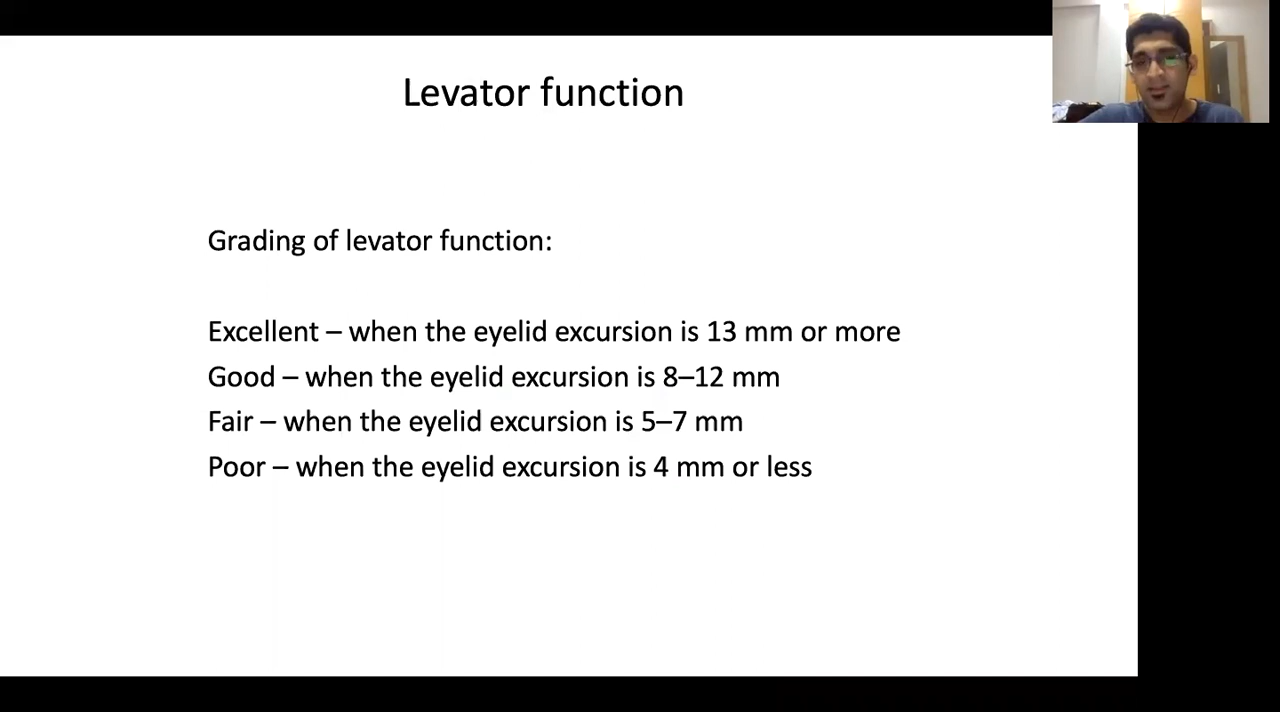 Levator function
Grading of levator function:
Excellent – when the eyelid excursion is 13 mm or more
Good – when the eyelid excursion is 8–12 mm
Fair – when the eyelid excursion is 5–7 mm
Poor – when the eyelid excursion is 4 mm or less